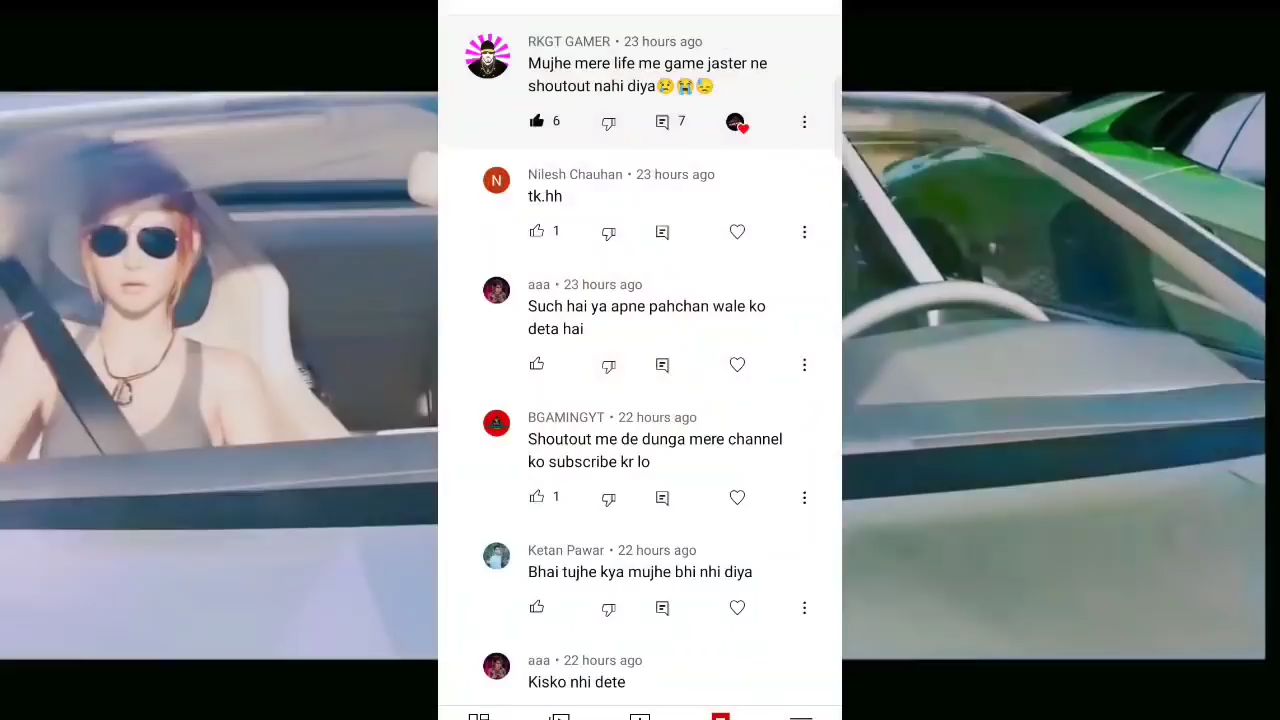 RKGT GAMER • 23 hours ago
Mujhe mere life me game jaster ne
shoutout nahi diya😢😭😓
6
7
N
Nilesh Chauhan • 23 hours ago
tk.hh
1
aaa • 23 hours ago
Such hai ya apne pahchan wale ko
deta hai
BGAMINGYT • 22 hours ago
Shoutout me de dunga mere channel
ko subscribe kr lo
1
Ketan Pawar • 22 hours ago
Bhai tujhe kya mujhe bhi nhi diya
aaa • 22 hours ago
Kisko nhi dete